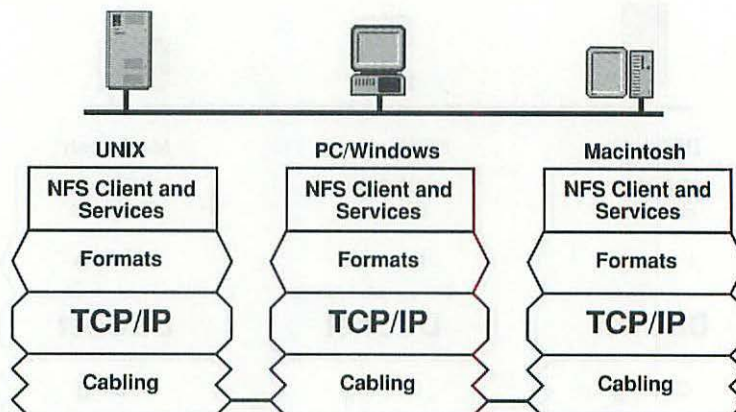 UNIX PC/Windows Macintosh
NFS Client and Services NFS Client and Services NFS Client and Services
Formats Formats Formats
TCP/IP TCP/IP TCP/IP
Cabling Cabling Cabling